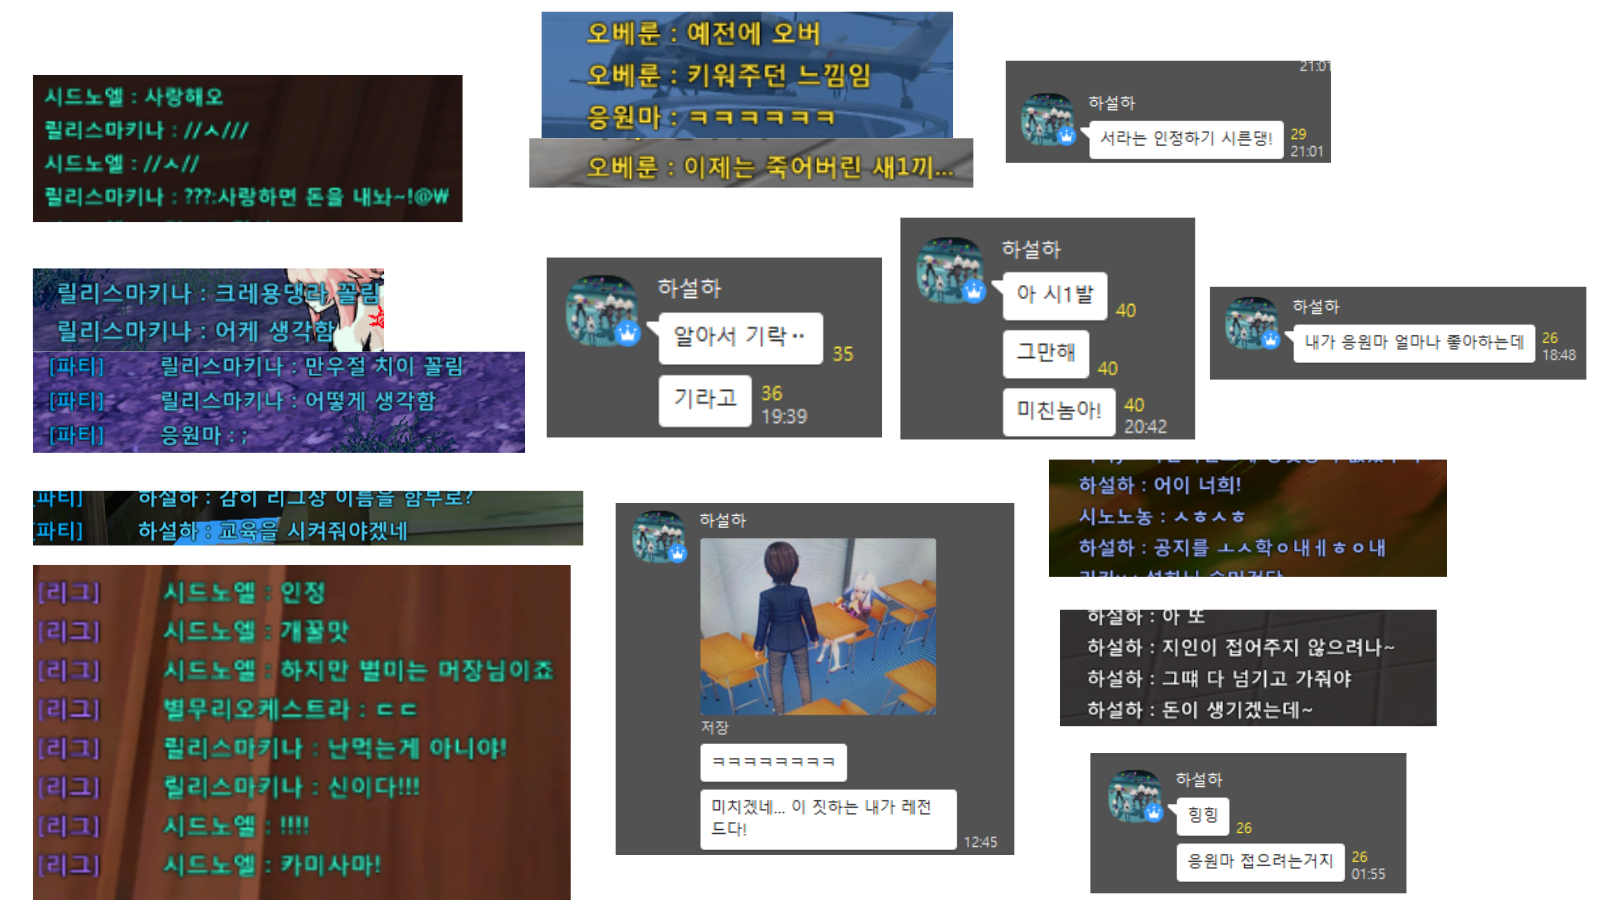 시드노엘 : 사랑해오
릴리스마키나 : //ㅅ///
시드노엘 : //ㅅ//
릴리스마키나 : ???:사랑하면 돈을 내놔~!@₩
오베룬 : 예전에 오버
오베룬 : 키워주던 느낌임
응원마 : ㅋㅋㅋㅋㅋㅋ
오베룬 : 이제는 죽어버린 새1끼...
21:01
하설하
서라는 인정하기 시른댕!
29
21:01
릴리스마키나 : 크레용댕라 꼴림
릴리스마키나 : 어케 생각함
[파티] 릴리스마키나 : 만우절 치이 꼴림
[파티] 릴리스마키나 : 어떻게 생각함
[파티] 응원마 : ;
하설하
알아서 기락··
35
기라고
36
19:39
하설하
아 시1발
40
그만해
40
미친놈아!
40
20:42
하설하
내가 응원마 얼마나 좋아하는데
26
18:48
[파티] 하설하 : 감히 리그장 이름을 함부로?
[파티] 하설하 : 교육을 시켜줘야겠네
[리그] 시드노엘 : 인정
[리그] 시드노엘 : 개꿀맛
[리그] 시드노엘 : 하지만 별미는 머장님이죠
[리그] 별무리오케스트라 : ㄷㄷ
[리그] 릴리스마키나 : 난먹는게 아니야!
[리그] 릴리스마키나 : 신이다!!!
[리그] 시드노엘 : !!!!
[리그] 시드노엘 : 카미사마!
하설하
저장
ㅋㅋㅋㅋㅋㅋㅋㅋ
미치겠네... 이 짓하는 내가 레전
드다!
12:45
하설하 : 어이 너희!
시노노농 : ㅅㅎㅅㅎ
하설하 : 공지를 ㅗㅅ학ㅇ내ㅔㅎㅇ내
하설하 : 아 또
하설하 : 지인이 접어주지 않으려나~
하설하 : 그떄 다 넘기고 가줘야
하설하 : 돈이 생기겠는데~
하설하
힝힝
26
응원마 접으려는거지
26
01:55